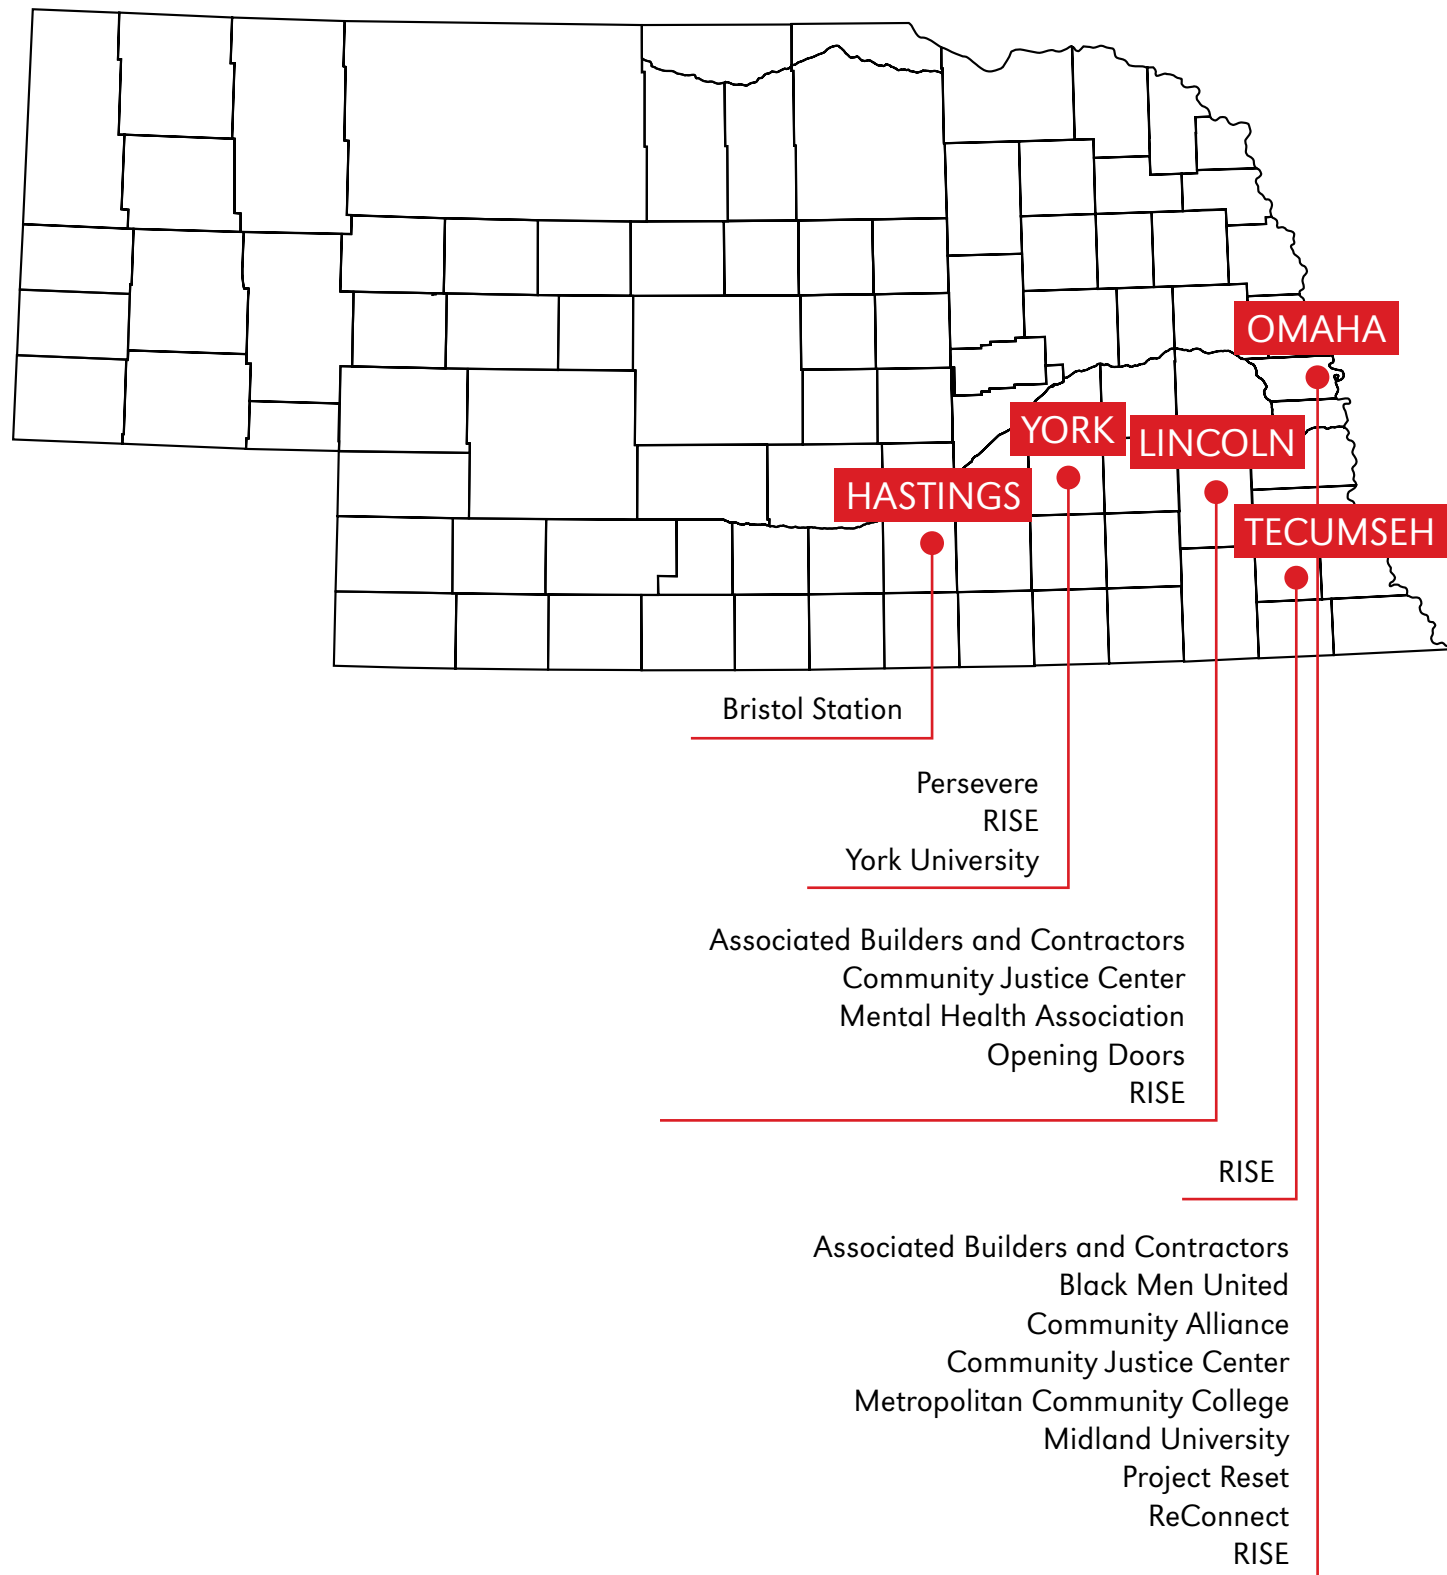 OMAHA
YORK
LINCOLN
HASTINGS
TECUMSEH
Bristol Station
Persevere
RISE
York University
Associated Builders and Contractors
Community Justice Center
Mental Health Association
Opening Doors
RISE
RISE
Associated Builders and Contractors
Black Men United
Community Alliance
Community Justice Center
Metropolitan Community College
Midland University
Project Reset
ReConnect
RISE